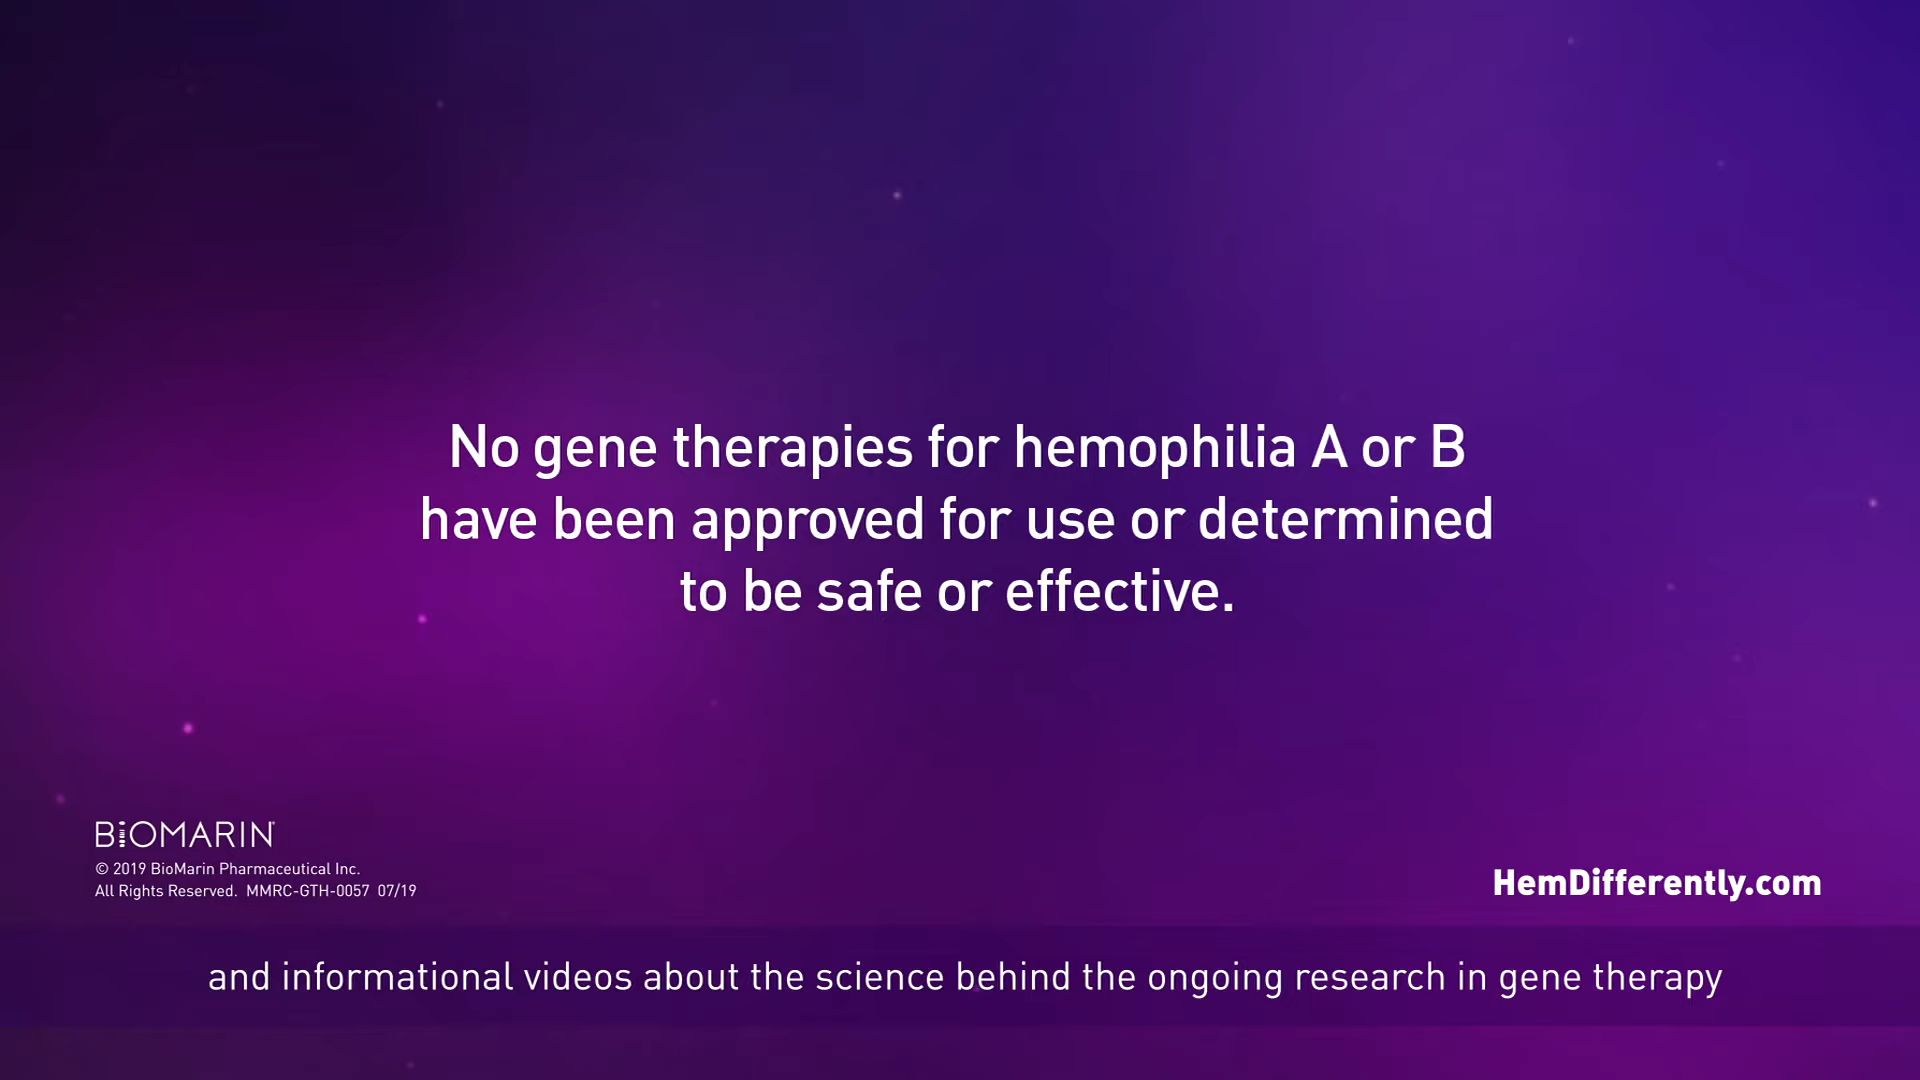 No gene therapies for hemophilia A or B
have been approved for use or determined
to be safe or effective.
BIOMARIN®
© 2019 BioMarin Pharmaceutical Inc.
All Rights Reserved. MMRC-GTH-0057 07/19
HemDifferently.com
and informational videos about the science behind the ongoing research in gene therapy